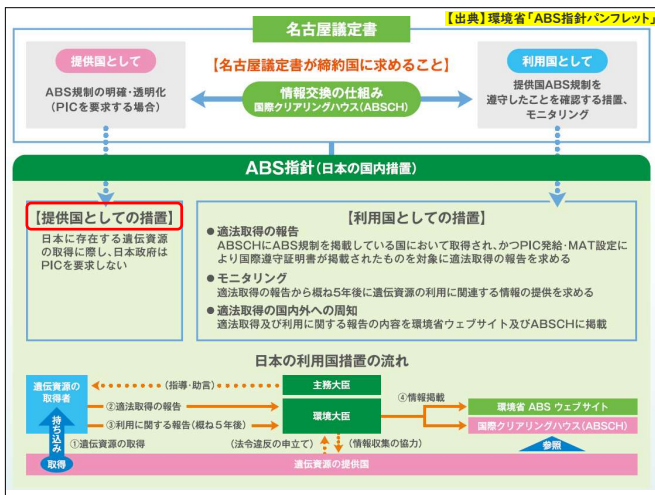 【出典】環境省「ABS指針パンフレット」
名古屋議定書
提供国として
ABS規制の明確・透明化
(PICを要求する場合)
【名古屋議定書が締約国に求めること】
情報交換の仕組み
国際クリアリングハウス(ABSCH)
利用国として
提供国ABS規制を
遵守したことを確認する措置、
モニタリング
ABS指針(日本の国内措置)
【提供国としての措置】
日本に存在する遺伝資源
の取得に際し、日本政府は
PICを要求しない
【利用国としての措置】
● 適法取得の報告
ABSCHにABS規制を掲載している国において取得され、かつPIC発給・MAT設定に
より国際遵守証明書が掲載されたものを対象に適法取得の報告を求める
● モニタリング
適法取得の報告から概ね5年後に遺伝資源の利用に関連する情報の提供を求める
● 適法取得の国内外への周知
適法取得及び利用に関する報告の内容を環境省ウェブサイト及びABSCHに掲載
日本の利用国措置の流れ
遺伝資源の
取得者
(指導・助言)
主務大臣
②適法取得の報告
③利用に関する報告(概ね5年後)
環境大臣
④情報掲載
環境省 ABS ウェブサイト
国際クリアリングハウス(ABSCH)
持ち込み
①遺伝資源の取得
(法令違反の申立て)
(情報収集の協力)
参照
取得
遺伝資源の提供国